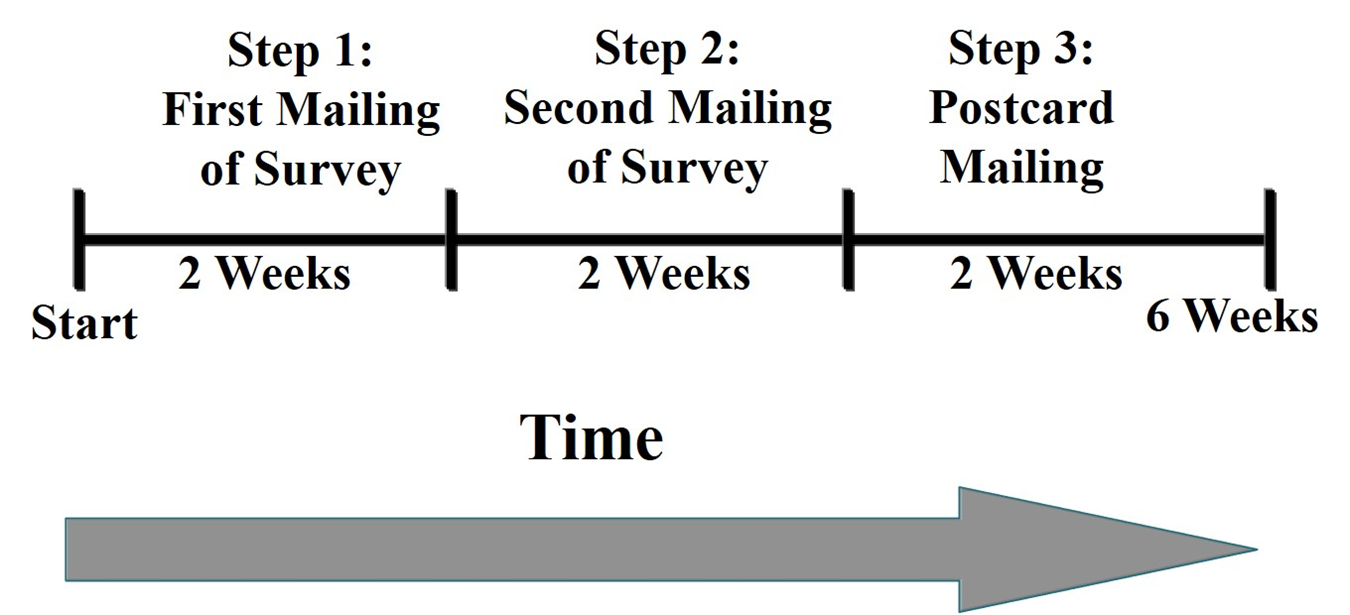 Step 1:
First Mailing
of Survey
Step 2:
Second Mailing
of Survey
Step 3:
Postcard
Mailing
2 Weeks
2 Weeks
2 Weeks
Start
6 Weeks
Time